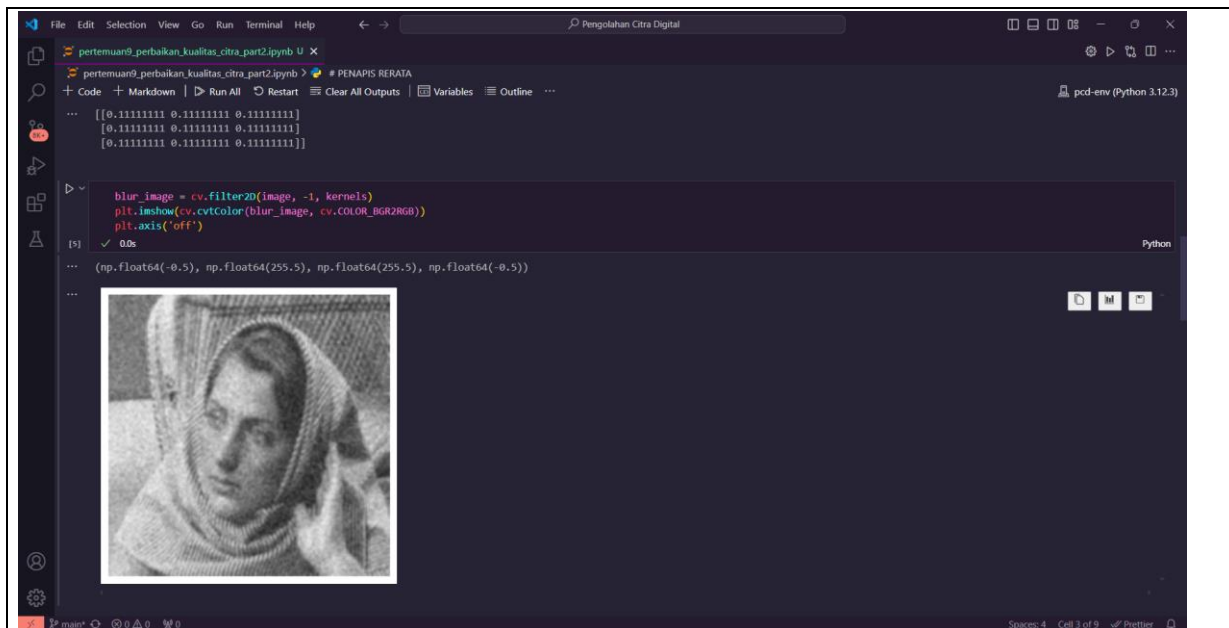 File Edit Selection View Go Run Terminal Help ← → Pengolahan Citra Digital
pertemuan9_perbaikan_kualitas_citra_part2.ipynb U ×
pertemuan9_perbaikan_kualitas_citra_part2.ipynb > # PENAPIS RERATA
+ Code + Markdown | Run All Restart Clear All Outputs | Variables Outline ... pcd-env (Python 3.12.3)
... [[0.11111111 0.11111111 0.11111111]
[0.11111111 0.11111111 0.11111111]
[0.11111111 0.11111111 0.11111111]]
blur_image = cv.filter2D(image, -1, kernels)
plt.imshow(cv.cvtColor(blur_image, cv.COLOR_BGR2RGB))
plt.axis('off')
[5] ✓ 0.0s Python
... (np.float64(-0.5), np.float64(255.5), np.float64(255.5), np.float64(-0.5))
...
main* 0 0 0 Spaces: 4 Cell 3 of 9 Prettier